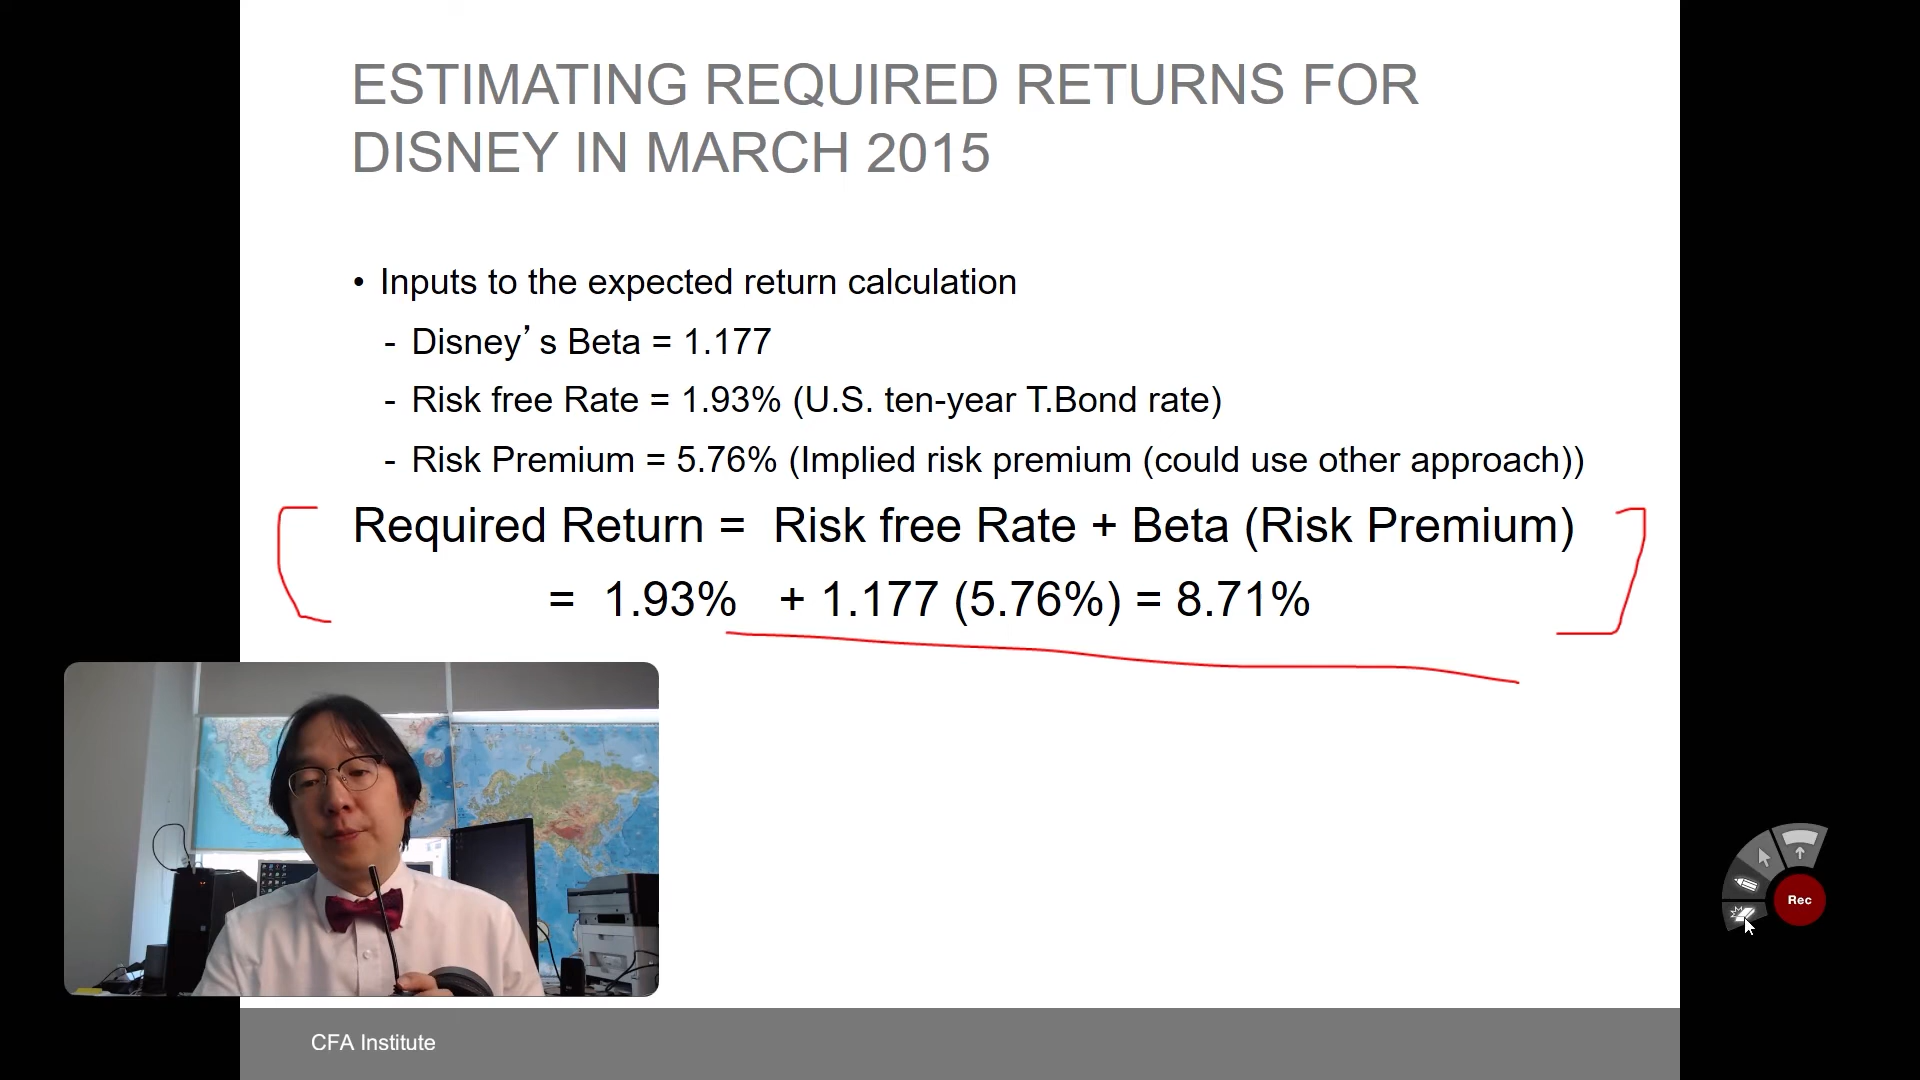 ESTIMATING REQUIRED RETURNS FOR
DISNEY IN MARCH 2015
• Inputs to the expected return calculation
- Disney’s Beta = 1.177
- Risk free Rate = 1.93% (U.S. ten-year T.Bond rate)
- Risk Premium = 5.76% (Implied risk premium (could use other approach))
Required Return = Risk free Rate + Beta (Risk Premium)
= 1.93% + 1.177 (5.76%) = 8.71%
Rec
CFA Institute